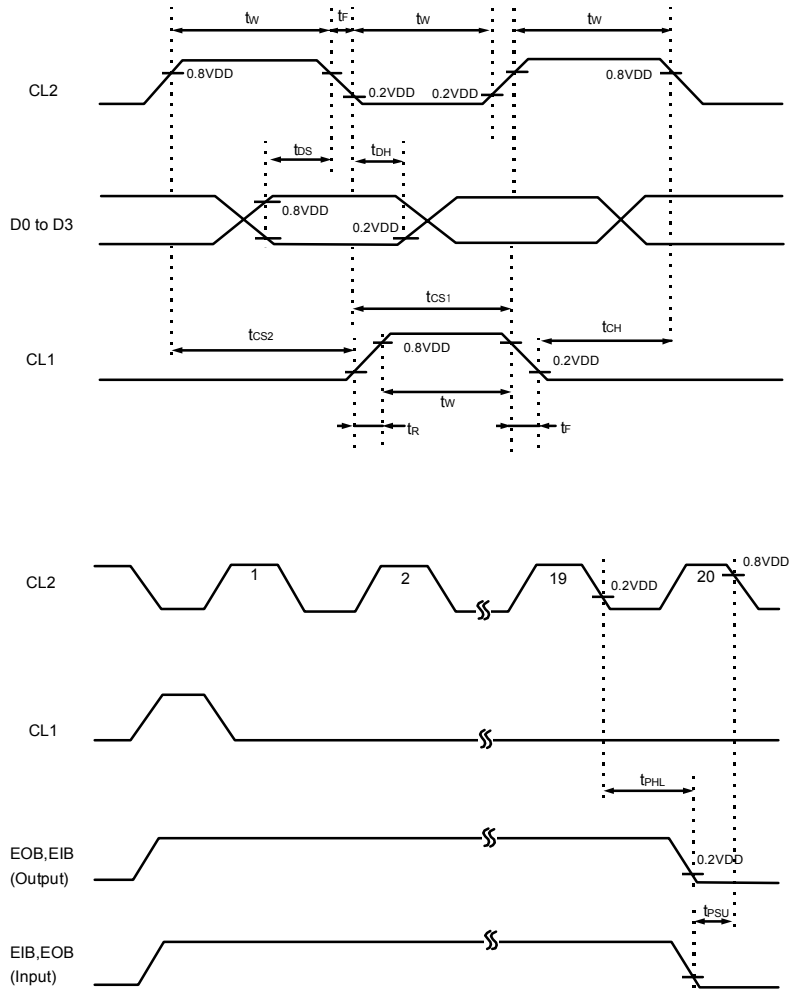 tW tF tW tW
CL2 0.8VDD 0.2VDD 0.2VDD 0.8VDD
tDS tDH
D0 to D3 0.8VDD 0.2VDD
tCS1
tCS2 tCH
CL1 0.8VDD 0.2VDD
tW
tR tF
CL2 1 2 19 0.2VDD 20 0.8VDD
CL1
tPHL
EOB,EIB
(Output) 0.2VDD
tPSU
EIB,EOB
(Input)